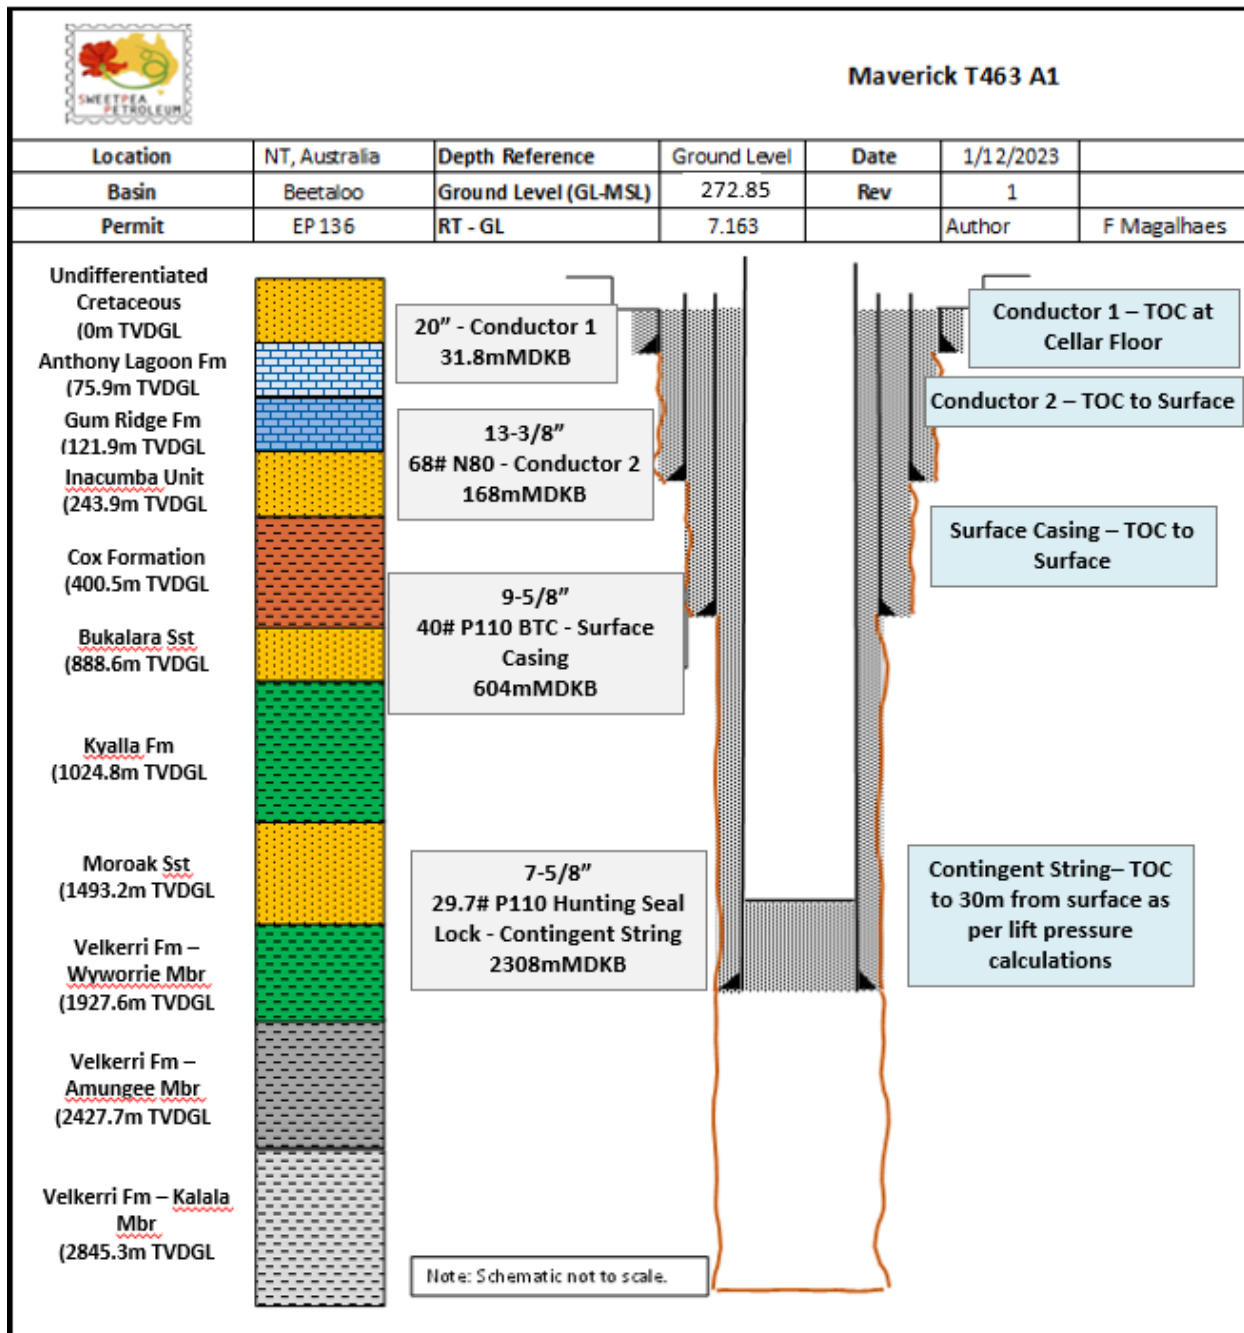 SWEETPEA
PETROLEUM
Maverick T463 A1
Location NT, Australia Depth Reference Ground Level Date 1/12/2023
Basin Beetaloo Ground Level (GL-MSL) 272.85 Rev 1
Permit EP 136 RT - GL 7.163 Author F Magalhaes
Undifferentiated
Cretaceous
(0m TVDGL
Anthony Lagoon Fm
(75.9m TVDGL
Gum Ridge Fm
(121.9m TVDGL
Inacumba Unit
(243.9m TVDGL
Cox Formation
(400.5m TVDGL
Bukalara Sst
(888.6m TVDGL
Kyalla Fm
(1024.8m TVDGL
Moroak Sst
(1493.2m TVDGL
Velkerri Fm –
Wyworrie Mbr
(1927.6m TVDGL
Velkerri Fm –
Amungee Mbr
(2427.7m TVDGL
Velkerri Fm – Kalala
Mbr
(2845.3m TVDGL
20” - Conductor 1
31.8mMDKB
13-3/8”
68# N80 - Conductor 2
168mMDKB
9-5/8”
40# P110 BTC - Surface
Casing
604mMDKB
7-5/8”
29.7# P110 Hunting Seal
Lock - Contingent String
2308mMDKB
Conductor 1 – TOC at
Cellar Floor
Conductor 2 – TOC to Surface
Surface Casing – TOC to
Surface
Contingent String– TOC
to 30m from surface as
per lift pressure
calculations
Note: Schematic not to scale.